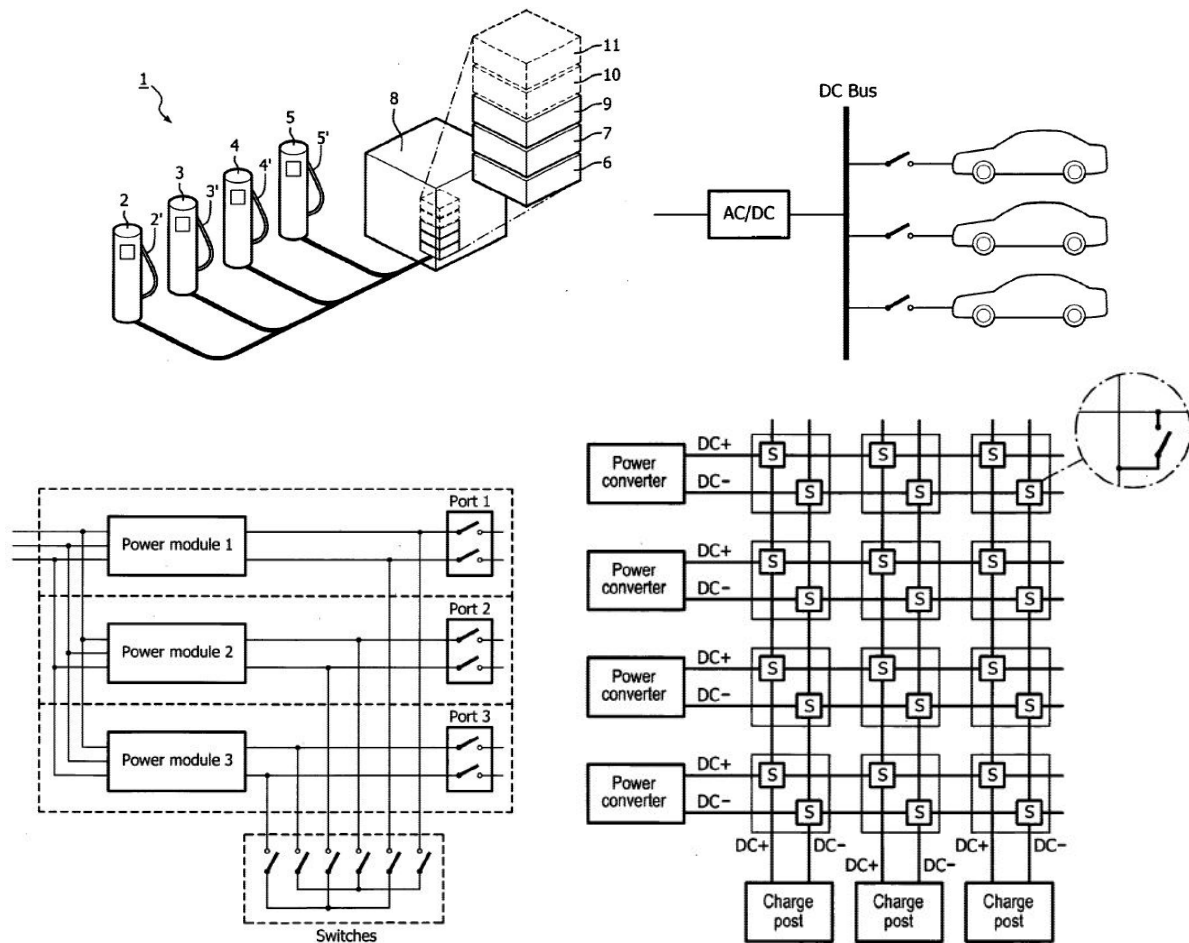 1
2
2'
3
3'
4
4'
5
5'
8
11
10
9
7
6
DC Bus
AC/DC
Port 1
Power module 1
Port 2
Power module 2
Port 3
Power module 3
Switches
Power
converter
DC+
DC−
S
S
S
S
S
S
Power
converter
DC+
DC−
S
S
S
S
S
S
Power
converter
DC+
DC−
S
S
S
S
S
S
Power
converter
DC+
DC−
S
S
S
S
S
S
DC+
DC−
DC+
DC−
DC+
DC−
Charge
post
Charge
post
Charge
post